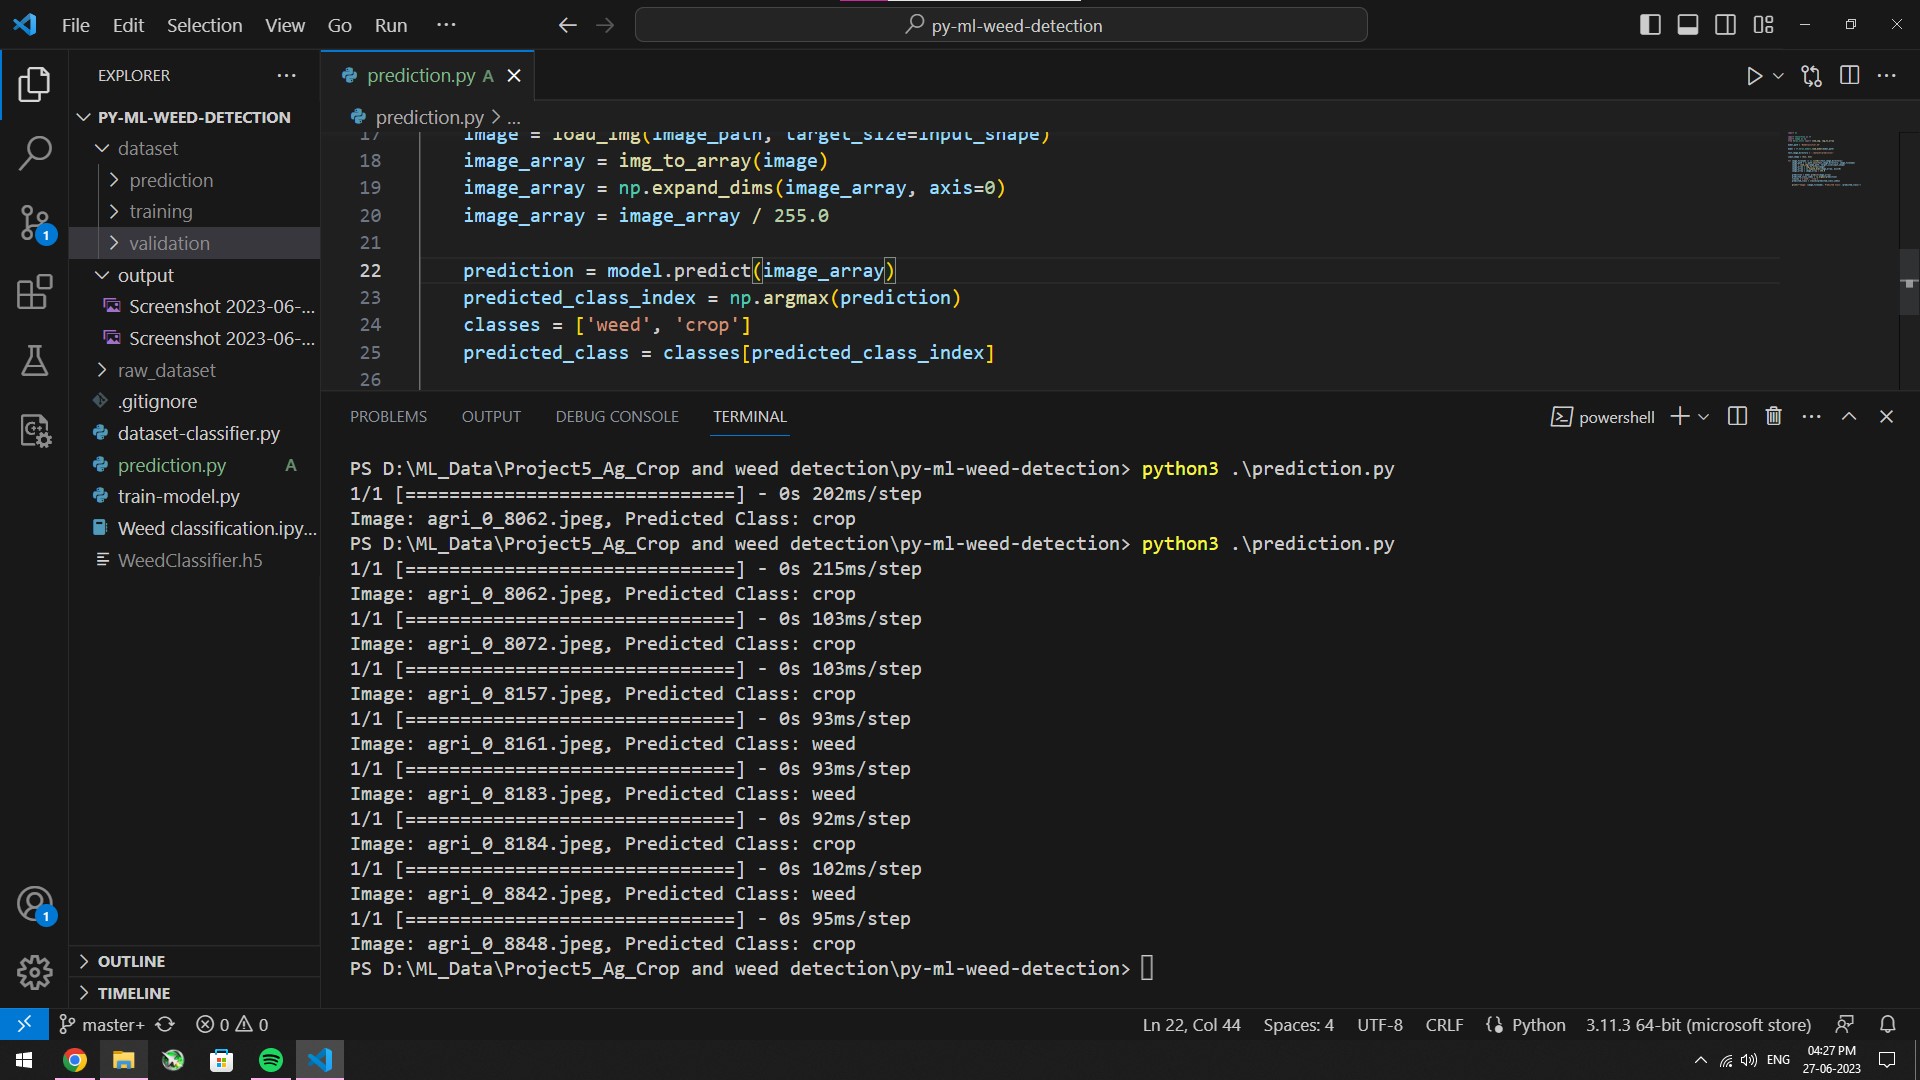 File Edit Selection View Go Run ···
py-ml-weed-detection
EXPLORER
PY-ML-WEED-DETECTION
dataset
prediction
training
validation
output
Screenshot 2023-06-...
Screenshot 2023-06-...
raw_dataset
.gitignore
dataset-classifier.py
prediction.py A
train-model.py
Weed classification.ipy...
WeedClassifier.h5
OUTLINE
TIMELINE
prediction.py A
prediction.py > ...
17 image = load_img(image_path, target_size=input_shape)
18 image_array = img_to_array(image)
19 image_array = np.expand_dims(image_array, axis=0)
20 image_array = image_array / 255.0
21
22 prediction = model.predict(image_array)
23 predicted_class_index = np.argmax(prediction)
24 classes = ['weed', 'crop']
25 predicted_class = classes[predicted_class_index]
26
PROBLEMS OUTPUT DEBUG CONSOLE TERMINAL
powershell
PS D:\ML_Data\Project5_Ag_Crop and weed detection\py-ml-weed-detection> python3 .\prediction.py
1/1 [==============================] - 0s 202ms/step
Image: agri_0_8062.jpeg, Predicted Class: crop
PS D:\ML_Data\Project5_Ag_Crop and weed detection\py-ml-weed-detection> python3 .\prediction.py
1/1 [==============================] - 0s 215ms/step
Image: agri_0_8062.jpeg, Predicted Class: crop
1/1 [==============================] - 0s 103ms/step
Image: agri_0_8072.jpeg, Predicted Class: crop
1/1 [==============================] - 0s 103ms/step
Image: agri_0_8157.jpeg, Predicted Class: crop
1/1 [==============================] - 0s 93ms/step
Image: agri_0_8161.jpeg, Predicted Class: weed
1/1 [==============================] - 0s 93ms/step
Image: agri_0_8183.jpeg, Predicted Class: weed
1/1 [==============================] - 0s 92ms/step
Image: agri_0_8184.jpeg, Predicted Class: crop
1/1 [==============================] - 0s 102ms/step
Image: agri_0_8842.jpeg, Predicted Class: weed
1/1 [==============================] - 0s 95ms/step
Image: agri_0_8848.jpeg, Predicted Class: crop
PS D:\ML_Data\Project5_Ag_Crop and weed detection\py-ml-weed-detection>
1
1
master+ 0 0
Ln 22, Col 44 Spaces: 4 UTF-8 CRLF Python 3.11.3 64-bit (microsoft store)
ENG 04:27 PM
27-06-2023